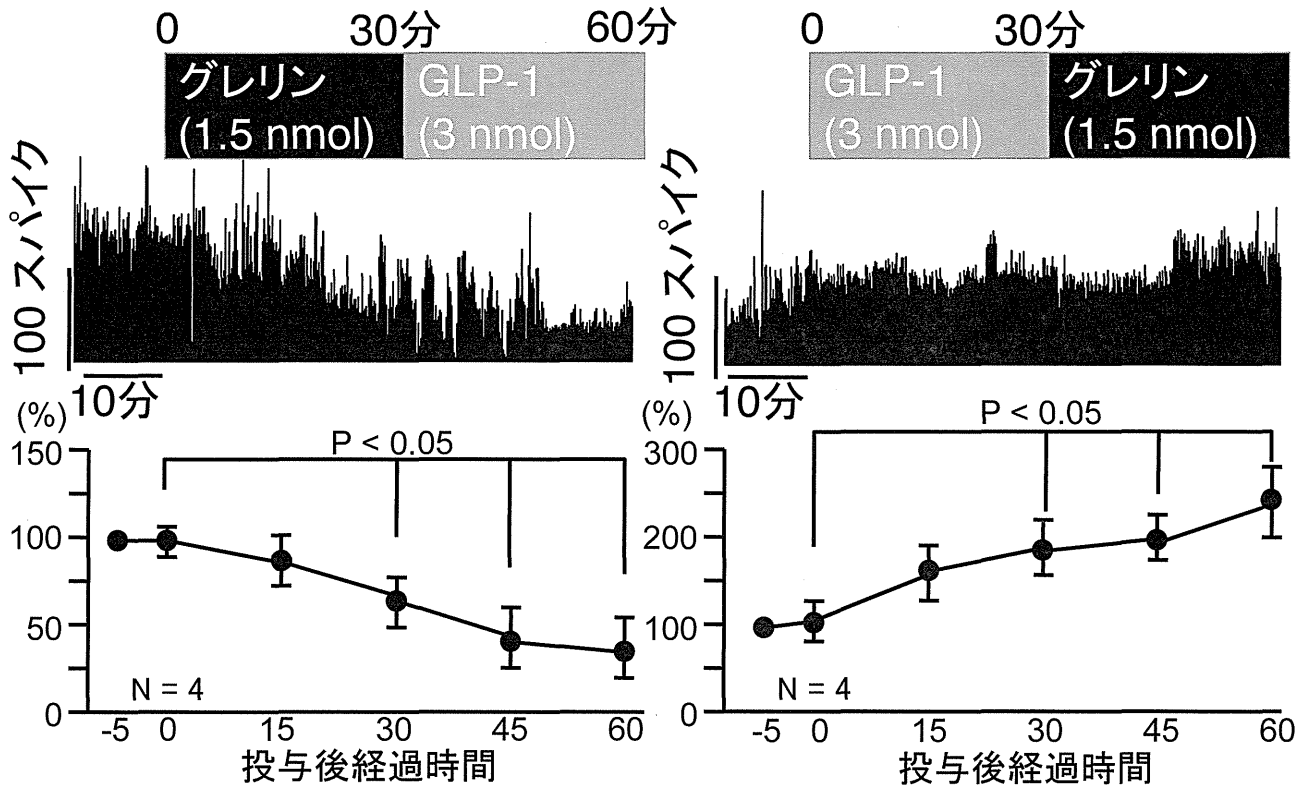 0 30分 60分
グレリン
(1.5 nmol)
GLP-1
(3 nmol)
100 スパイク
10分
(%)
P < 0.05
150
100
50
0
N = 4
-5 0 15 30 45 60
投与後経過時間
0 30分
GLP-1
(3 nmol)
グレリン
(1.5 nmol)
100 スパイク
10分
(%)
P < 0.05
300
200
100
0
N = 4
-5 0 15 30 45 60
投与後経過時間